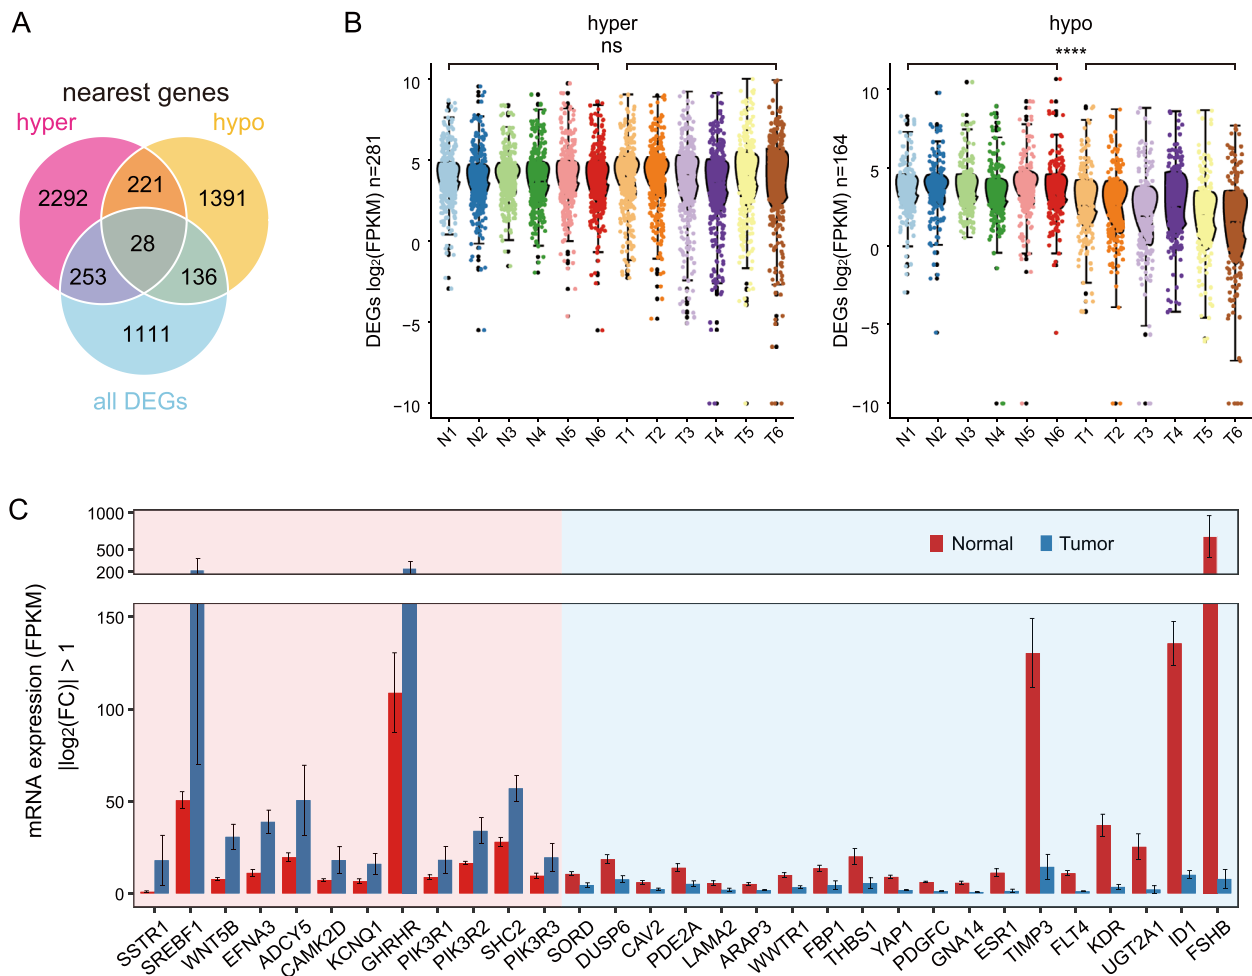 A
nearest genes
hyper
hypo
2292
221
1391
28
253
136
1111
all DEGs
B
hyper
ns
DEGs log2(FPKM) n=281
10
5
0
−5
−10
N1 N2 N3 N4 N5 N6 T1 T2 T3 T4 T5 T6
hypo
****
DEGs log2(FPKM) n=164
10
5
0
−5
−10
N1 N2 N3 N4 N5 N6 T1 T2 T3 T4 T5 T6
C
mRNA expression (FPKM)
|log2(FC)| > 1
1000
500
200
150
100
50
0
Normal Tumor
SSTR1 SREBF1 WNT5B EFNA3 ADCY5 CAMK2D KCNQ1 GHRHR PIK3R1 PIK3R2 SHC2 PIK3R3 SORD DUSP6 CAV2 PDE2A LAMA2 ARAP3 WWTR1 FBP1 THBS1 YAP1 PDGFC GNA14 ESR1 TIMP3 FLT4 KDR UGT2A1 ID1 FSHB